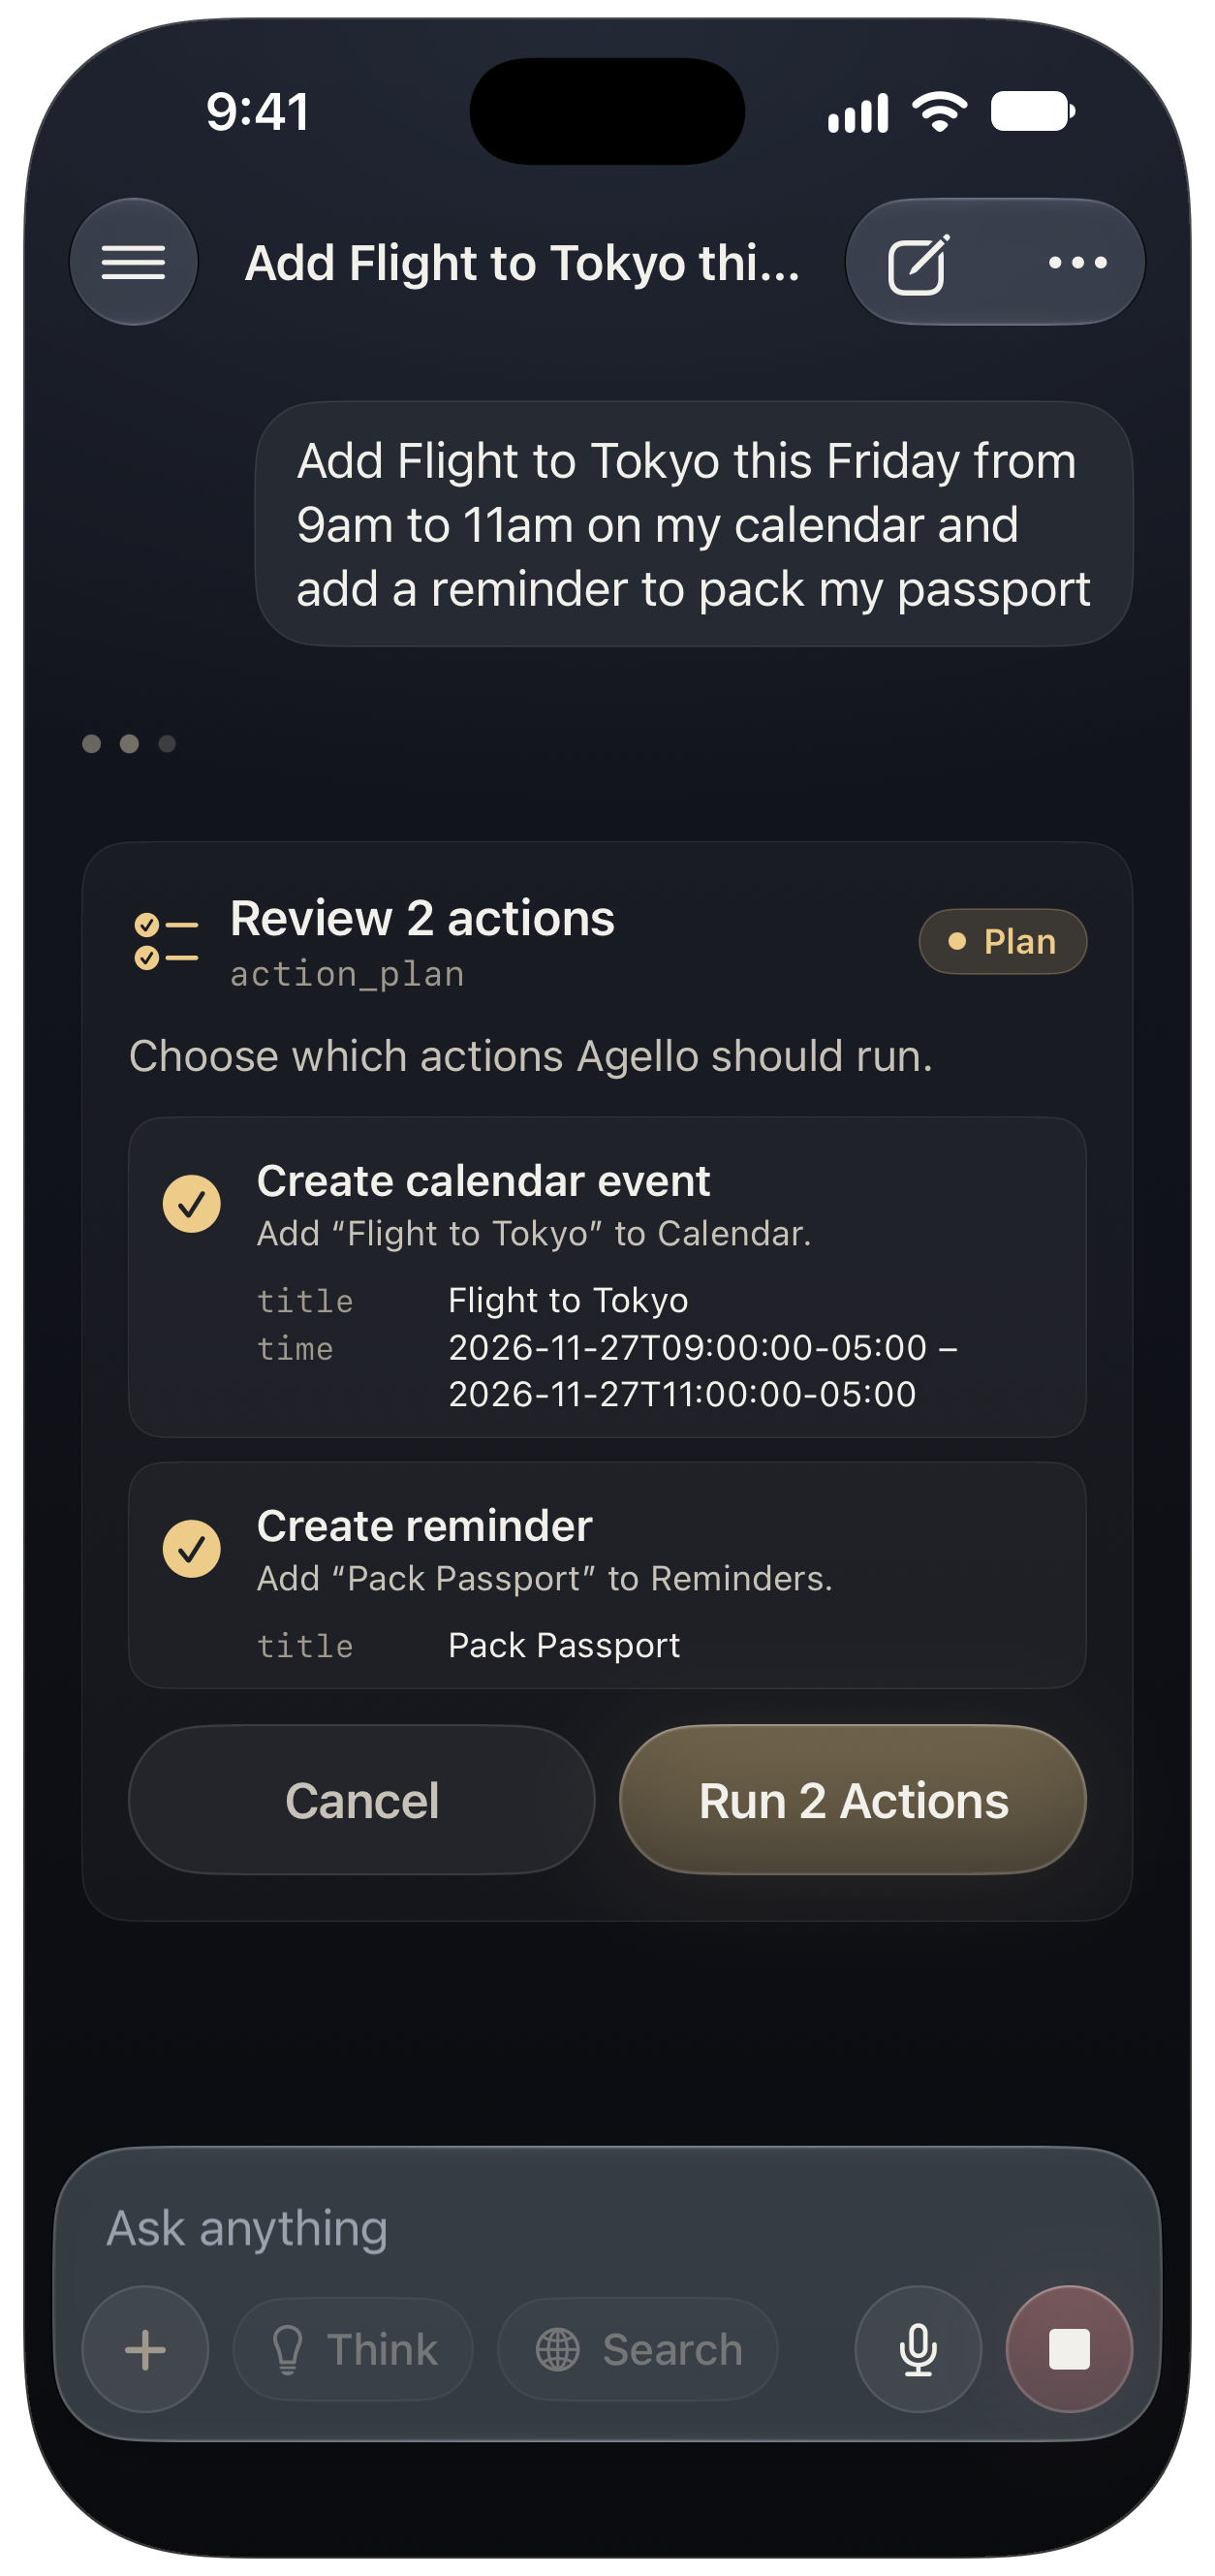 9:41
Add Flight to Tokyo thi...
Add Flight to Tokyo this Friday from
9am to 11am on my calendar and
add a reminder to pack my passport
Review 2 actions
action_plan
Plan
Choose which actions Agello should run.
Create calendar event
Add “Flight to Tokyo” to Calendar.
title Flight to Tokyo
time 2026-11-27T09:00:00-05:00 –
2026-11-27T11:00:00-05:00
Create reminder
Add “Pack Passport” to Reminders.
title Pack Passport
Cancel
Run 2 Actions
Ask anything
Think
Search